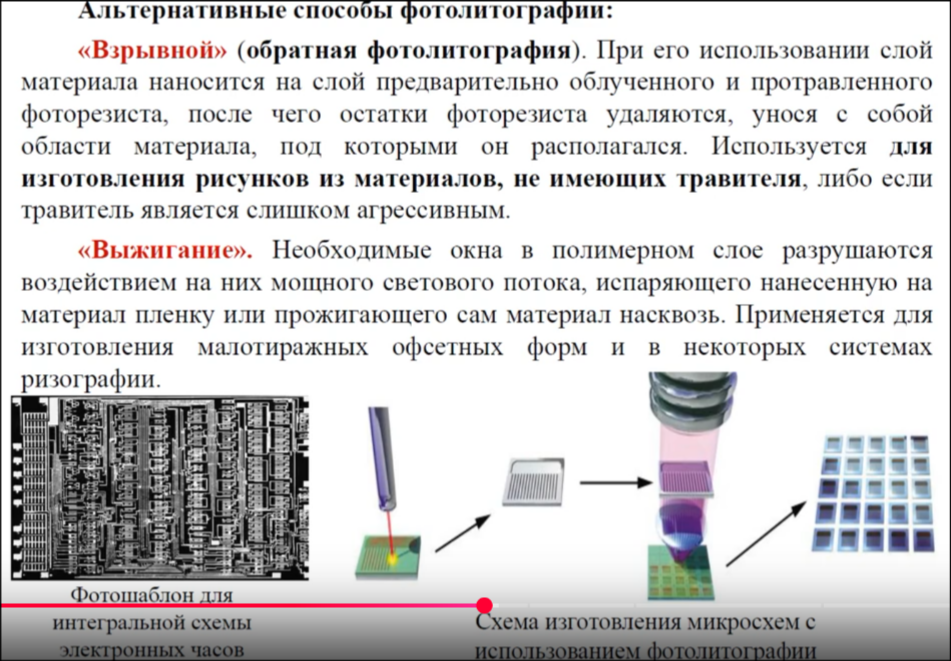 Альтернативные способы фотолитографии:
«Взрывной» (обратная фотолитография). При его использовании слой
материала наносится на слой предварительно облученного и протравленного
фоторезиста, после чего остатки фоторезиста удаляются, унося с собой
области материала, под которыми он располагался. Используется для
изготовления рисунков из материалов, не имеющих травителя, либо если
травитель является слишком агрессивным.
«Выжигание». Необходимые окна в полимерном слое разрушаются
воздействием на них мощного светового потока, испаряющего нанесенную на
материал пленку или прожигающего сам материал насквозь. Применяется для
изготовления малотиражных офсетных форм и в некоторых системах
ризографии.
Фотошаблон для
интегральной схемы
электронных часов
Схема изготовления микросхем с
использованием фотолитографии